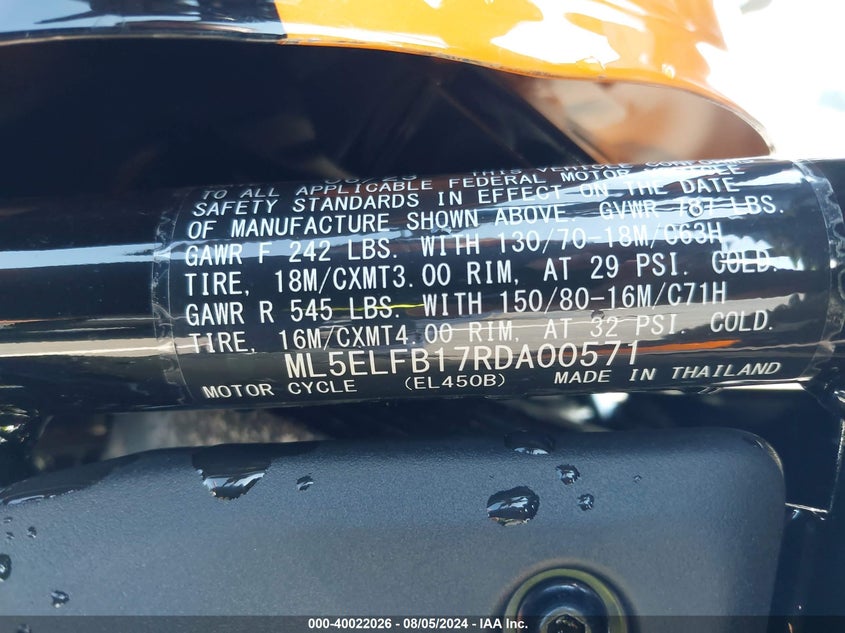 THIS VEHICLE CONFORMS
TO ALL APPLICABLE FEDERAL MOTOR VEHICLE
SAFETY STANDARDS IN EFFECT ON THE DATE
OF MANUFACTURE SHOWN ABOVE. GVWR 787 LBS.
GAWR F 242 LBS. WITH 130/70-18M/C63H
TIRE, 18M/CXMT3.00 RIM, AT 29 PSI. COLD.
GAWR R 545 LBS. WITH 150/80-16M/C71H
TIRE, 16M/CXMT4.00 RIM, AT 32 PSI. COLD.
ML5ELFB17RDA00571
MOTOR CYCLE (EL450B) MADE IN THAILAND
000-40022026 - 08/05/2024 - IAA Inc.